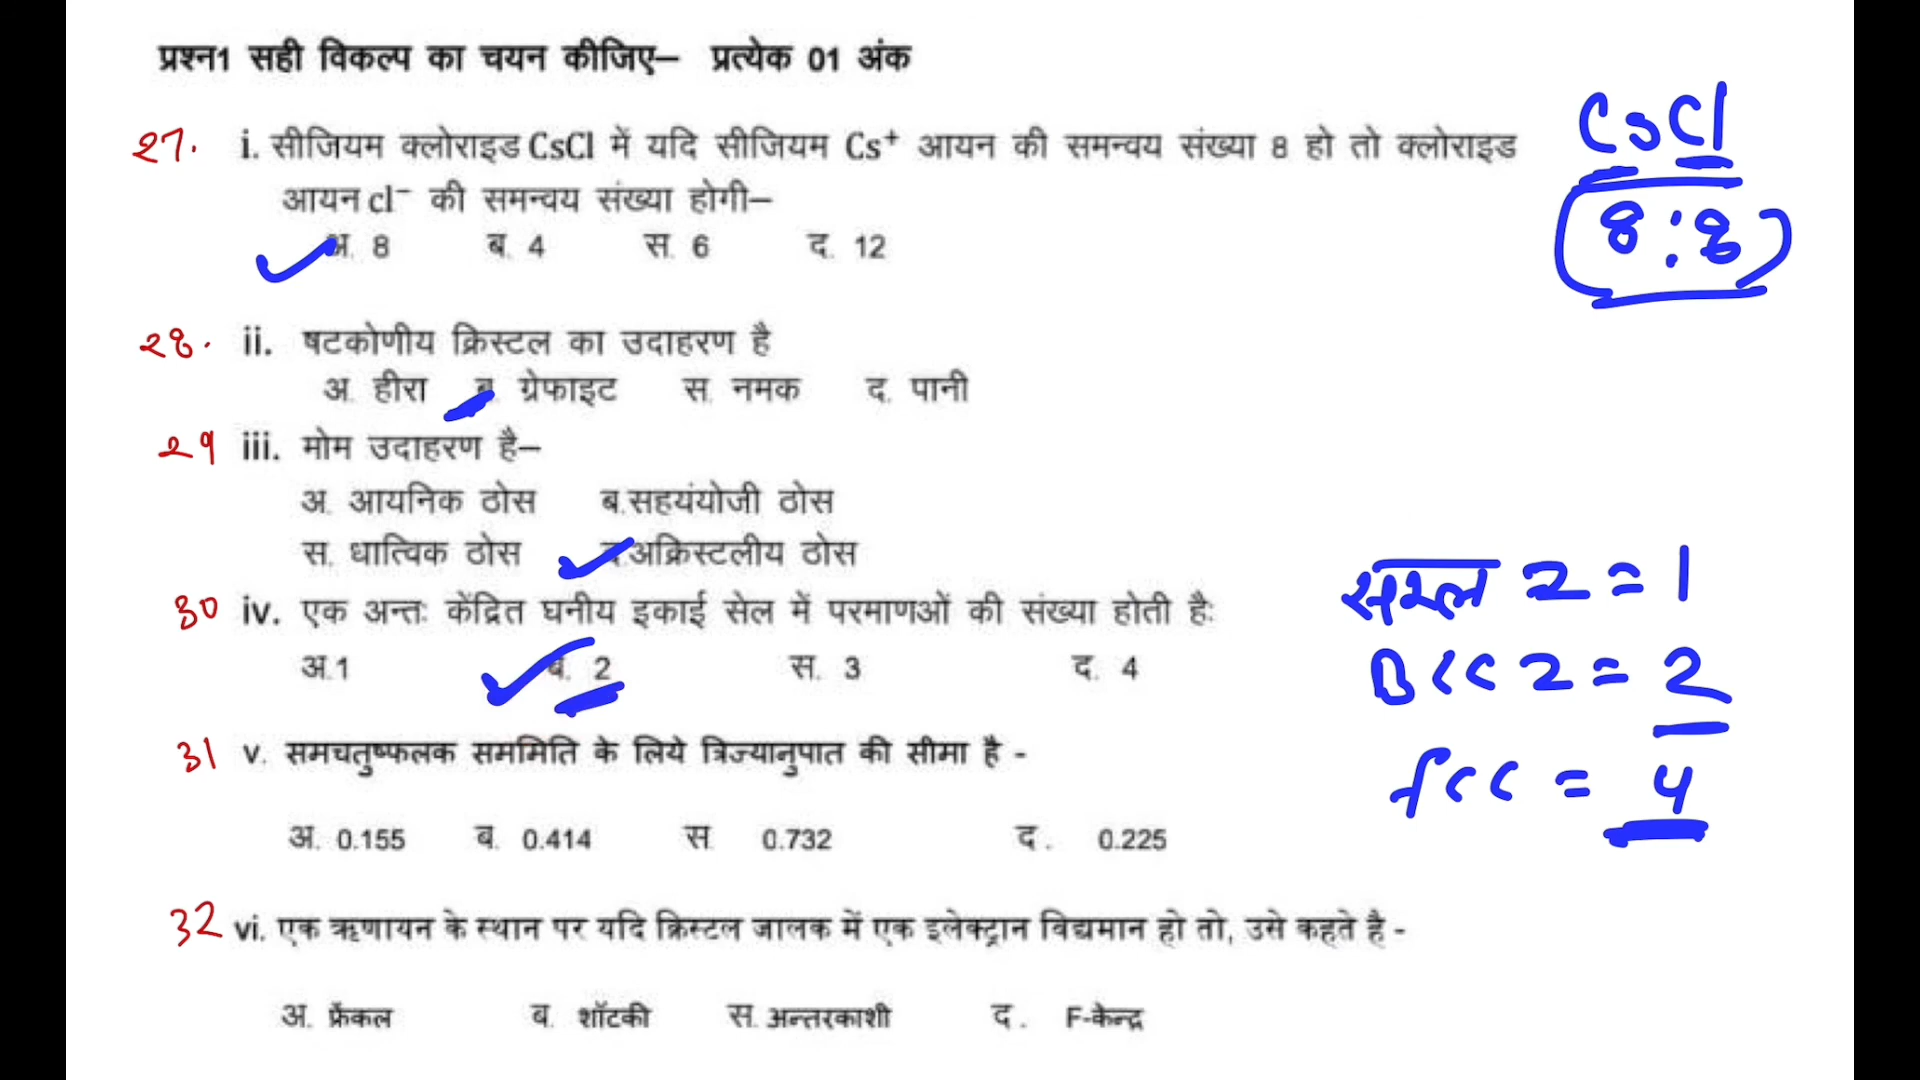 प्रश्न1 सही विकल्प का चयन कीजिए– प्रत्येक 01 अंक
27. i. सीजियम क्लोराइड CsCl में यदि सीजियम Cs⁺ आयन की समन्वय संख्या 8 हो तो क्लोराइड
आयन cl⁻ की समन्वय संख्या होगी–
अ. 8 ब. 4 स. 6 द. 12
CsCl
8:8
28. ii. षटकोणीय क्रिस्टल का उदाहरण है
अ. हीरा ब. ग्रेफाइट स. नमक द. पानी
29 iii. मोम उदाहरण है–
अ. आयनिक ठोस ब.सहयंयोजी ठोस
स. धात्विक ठोस द.अक्रिस्टलीय ठोस
30 iv. एक अन्तः केंद्रित घनीय इकाई सेल में परमाणओं की संख्या होती है:
अ.1 ब. 2 स. 3 द. 4
सरल Z = 1
BCC Z = 2
fcc = 4
31 v. समचतुष्फलक सममिति के लिये त्रिज्यानुपात की सीमा है -
अ. 0.155 ब. 0.414 स 0.732 द . 0.225
32 vi. एक ऋणायन के स्थान पर यदि क्रिस्टल जालक में एक इलेक्ट्रान विद्यमान हो तो, उसे कहते है -
अ. फ्रेंकल ब. शॉटकी स. अन्तरकाशी द . F-केन्द्र